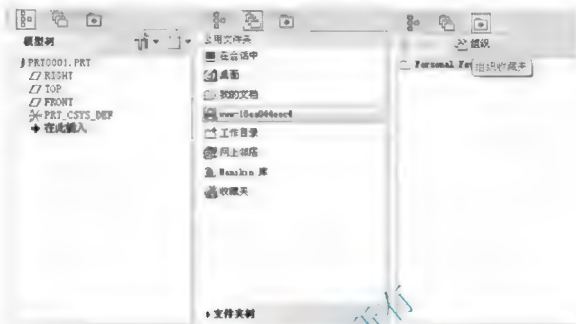 模型树
PRT0001.PRT
RIGHT
TOP
FRONT
PRT_CSYS_DEF
在此插入
公用文件夹
在会话中
桌面
我的文档
工作目录
网上邻居
Manikin 库
收藏夹
文件夹树
组织
Personal
组织收藏夹